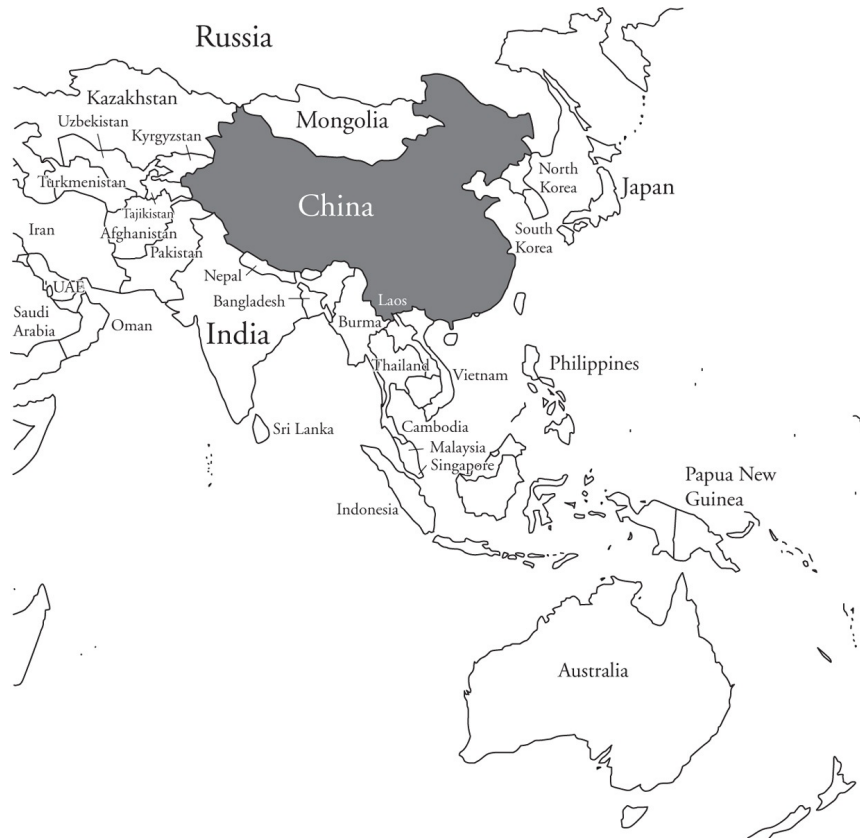 Russia
Kazakhstan
Uzbekistan
Kyrgyzstan
Mongolia
Turkmenistan
Tajikistan
North
Korea
Japan
China
Iran
Afghanistan
Pakistan
South
Korea
Nepal
UAE
Bangladesh
Laos
Saudi
Arabia
Oman
India
Burma
Thailand
Vietnam
Philippines
Sri Lanka
Cambodia
Malaysia
Singapore
Indonesia
Papua New
Guinea
Australia